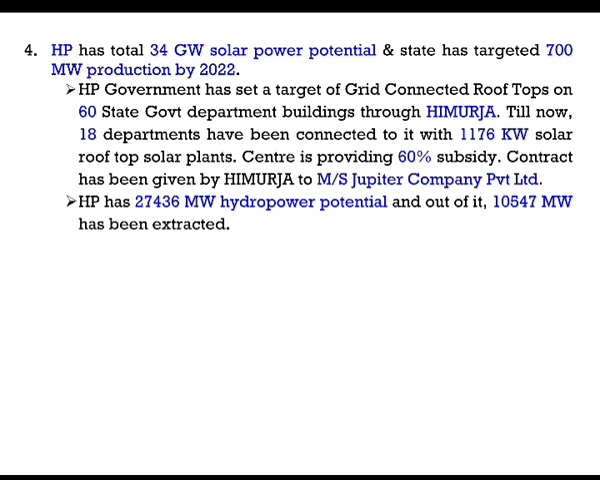 4. HP has total 34 GW solar power potential & state has targeted 700
MW production by 2022.
➢HP Government has set a target of Grid Connected Roof Tops on
60 State Govt department buildings through HIMURJA. Till now,
18 departments have been connected to it with 1176 KW solar
roof top solar plants. Centre is providing 60% subsidy. Contract
has been given by HIMURJA to M/S Jupiter Company Pvt Ltd.
➢HP has 27436 MW hydropower potential and out of it, 10547 MW
has been extracted.